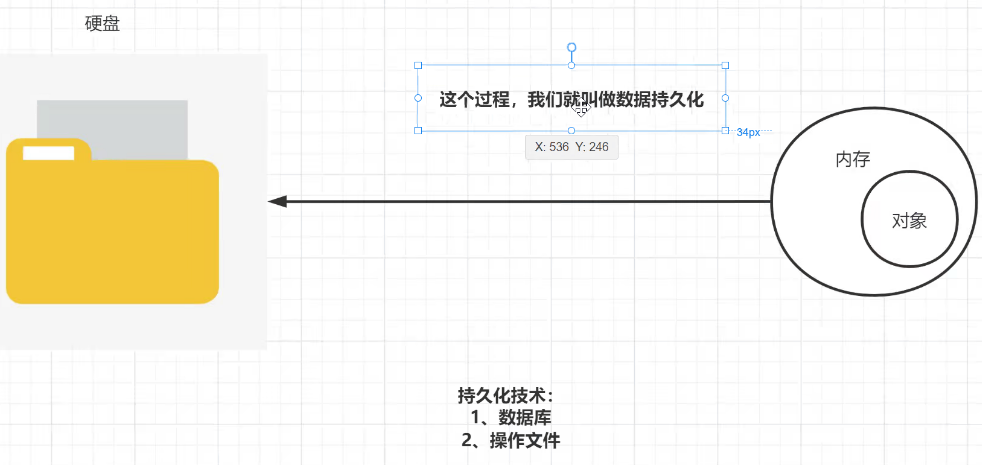 硬盘
这个过程，我们就叫做数据持久化
34px
X: 536 Y: 246
内存
对象
持久化技术：
1、数据库
2、操作文件